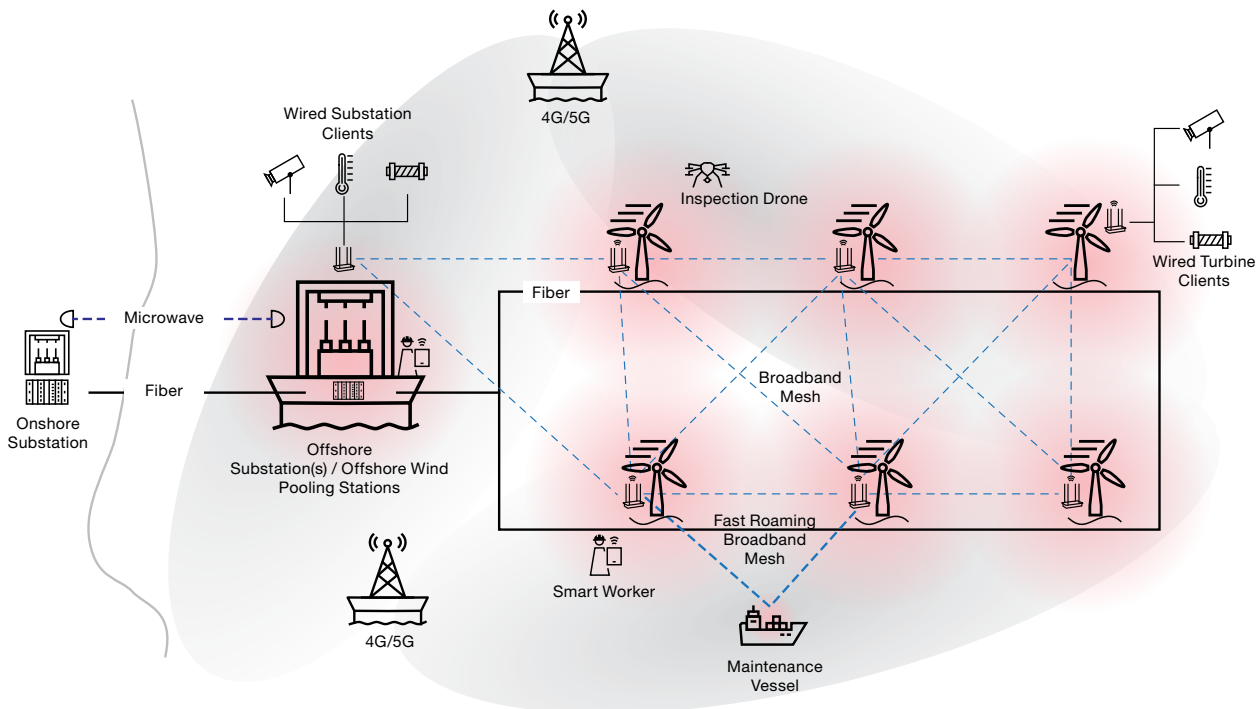 4G/5G
Wired Substation
Clients
Inspection Drone
Wired Turbine
Clients
Fiber
Microwave
Fiber
Onshore
Substation
Broadband
Mesh
Offshore
Substation(s) / Offshore Wind
Pooling Stations
Fast Roaming
Broadband
Mesh
Smart Worker
4G/5G
Maintenance
Vessel